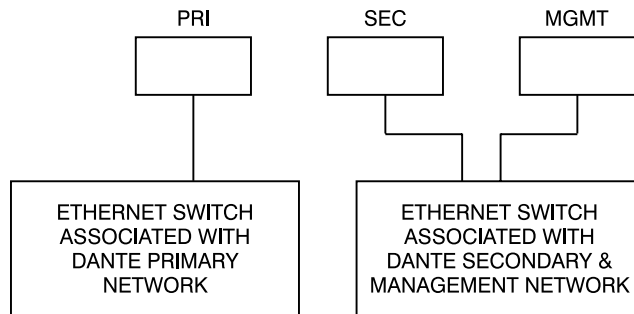 PRI
SEC
MGMT
ETHERNET SWITCH
ASSOCIATED WITH
DANTE PRIMARY
NETWORK
ETHERNET SWITCH
ASSOCIATED WITH
DANTE SECONDARY &
MANAGEMENT NETWORK